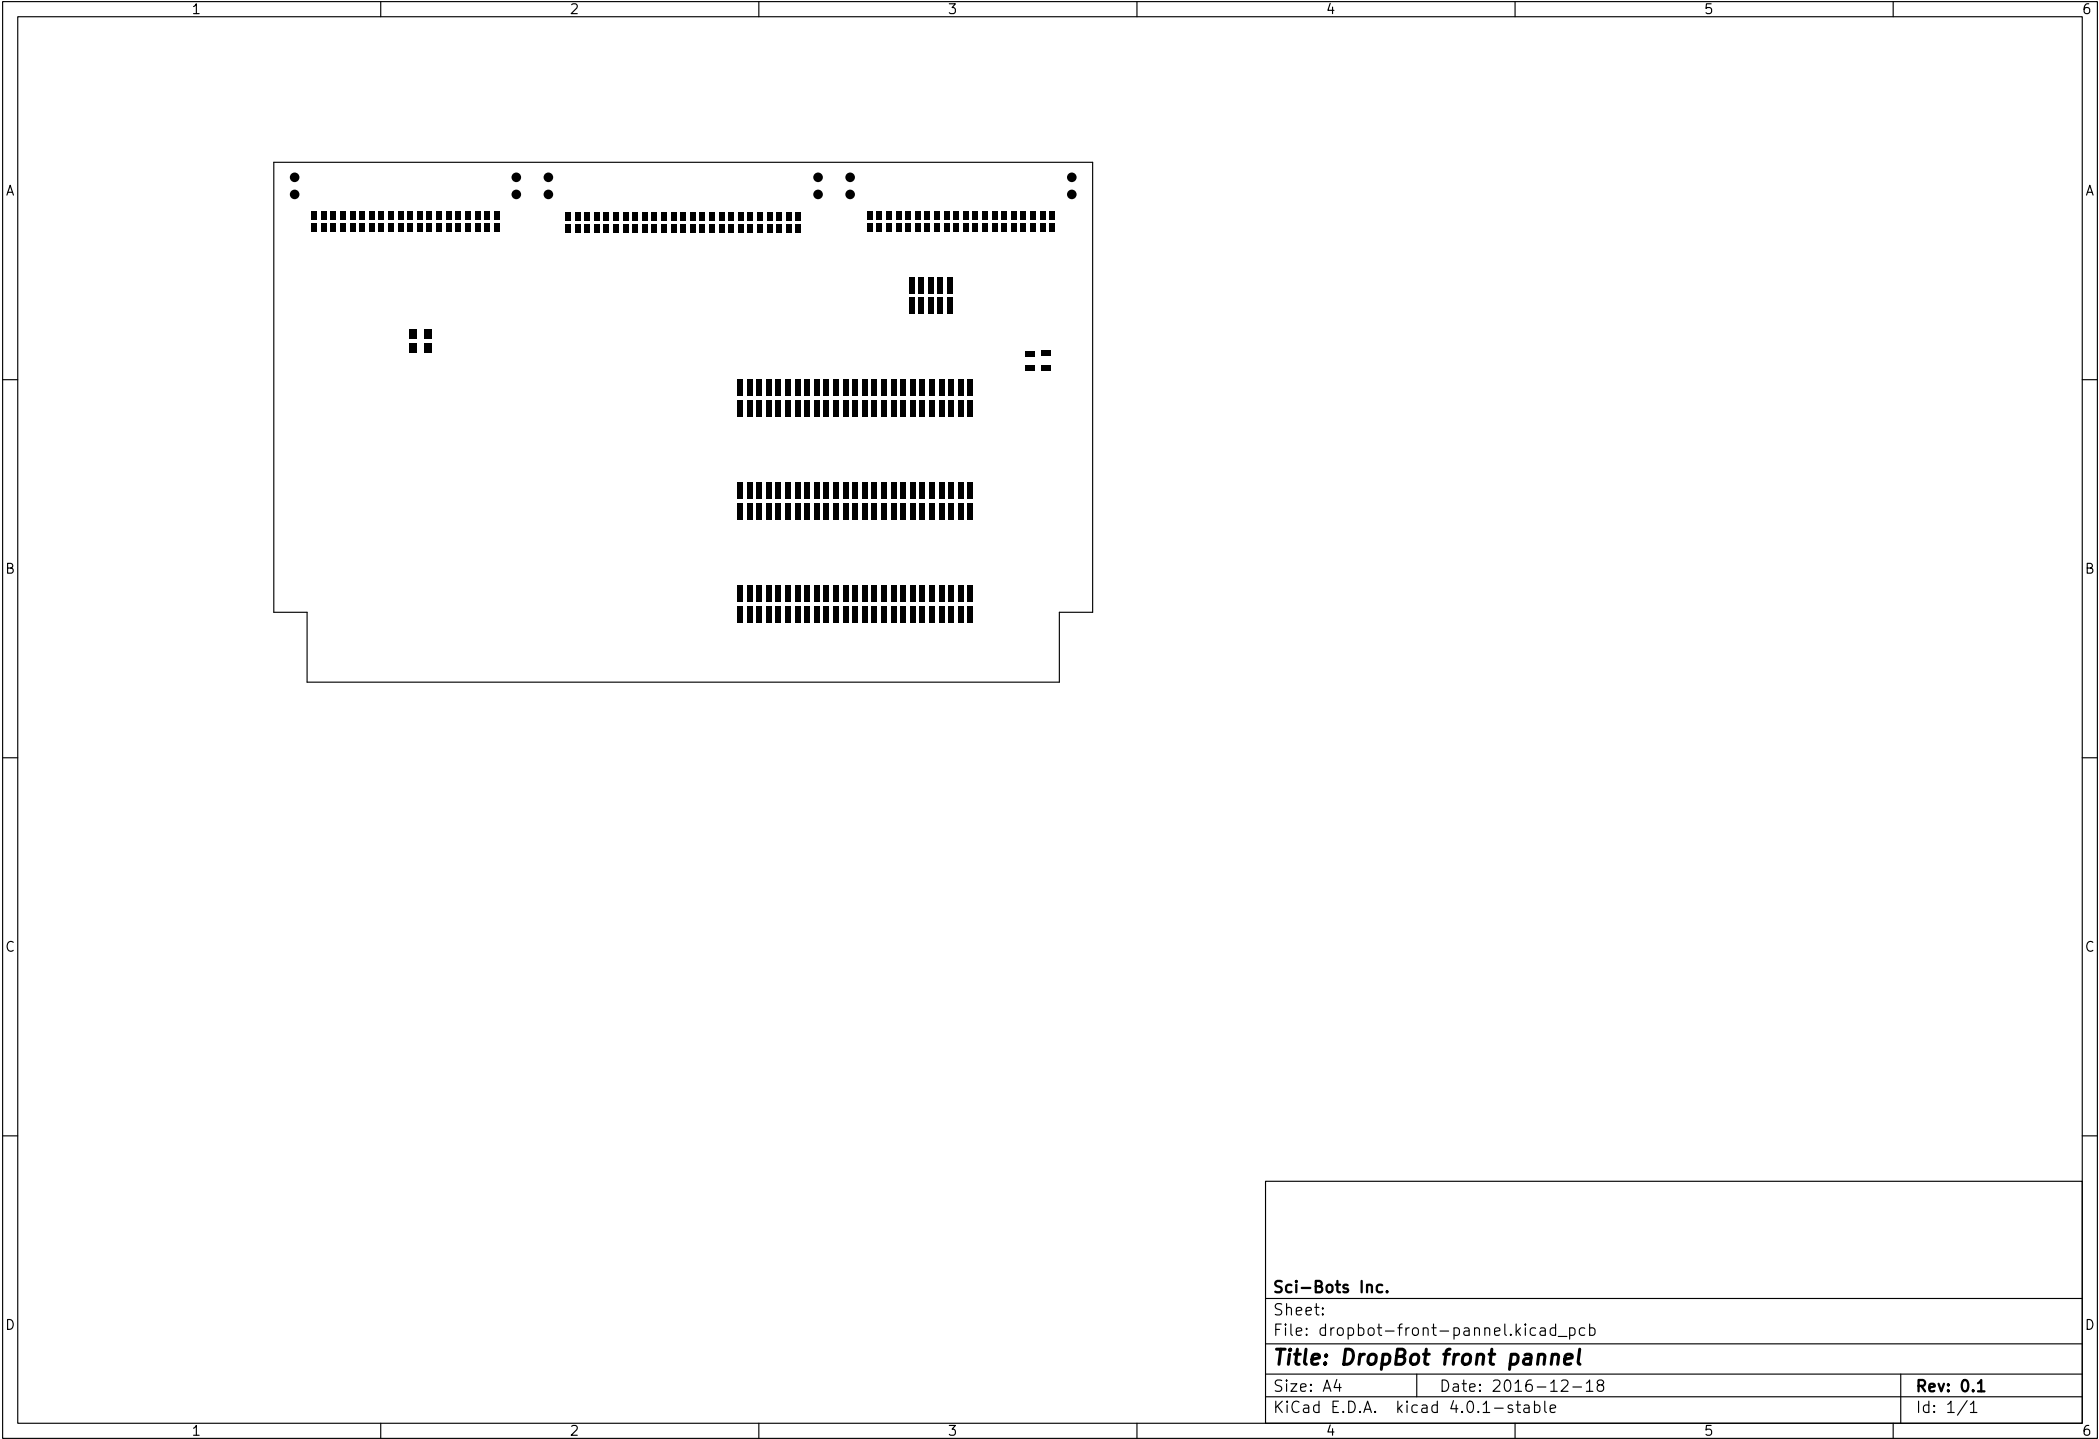 1 2 3 4 5 6
A A
B B
C C
Sci-Bots Inc.
Sheet:
File: dropbot-front-pannel.kicad_pcb
D D
Title: DropBot front pannel
Size: A4 Date: 2016-12-18 Rev: 0.1
KiCad E.D.A. kicad 4.0.1-stable Id: 1/1
1 2 3 4 5 6